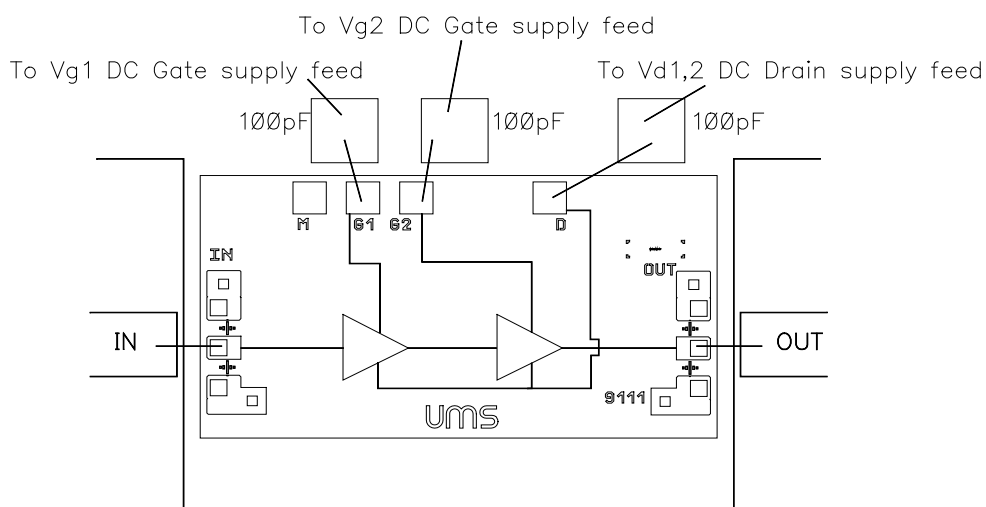 To Vg2 DC Gate supply feed
To Vg1 DC Gate supply feed
To Vd1,2 DC Drain supply feed
100pF
100pF
100pF
M
G1
G2
D
IN
OUT
IN
OUT
9111
UMS